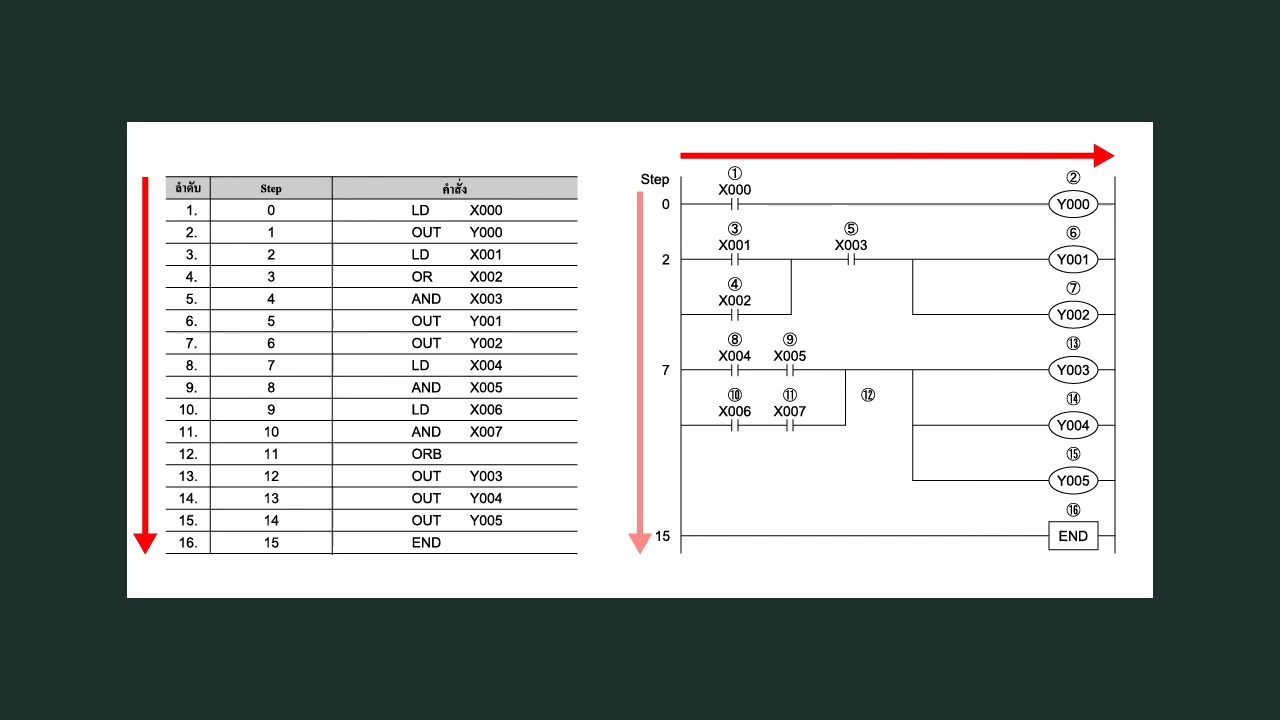 ลำดับ Step คำสั่ง
1. 0 LD X000
2. 1 OUT Y000
3. 2 LD X001
4. 3 OR X002
5. 4 AND X003
6. 5 OUT Y001
7. 6 OUT Y002
8. 7 LD X004
9. 8 AND X005
10. 9 LD X006
11. 10 AND X007
12. 11 ORB
13. 12 OUT Y003
14. 13 OUT Y004
15. 14 OUT Y005
16. 15 END
Step
① ②
X000
0 Y000
③ ⑤ ⑥
X001 X003
2 Y001
④ ⑦
X002
Y002
⑧ ⑨ ⑬
X004 X005
7 Y003
⑩ ⑪ ⑫ ⑭
X006 X007
Y004
⑮
Y005
⑯
15 END